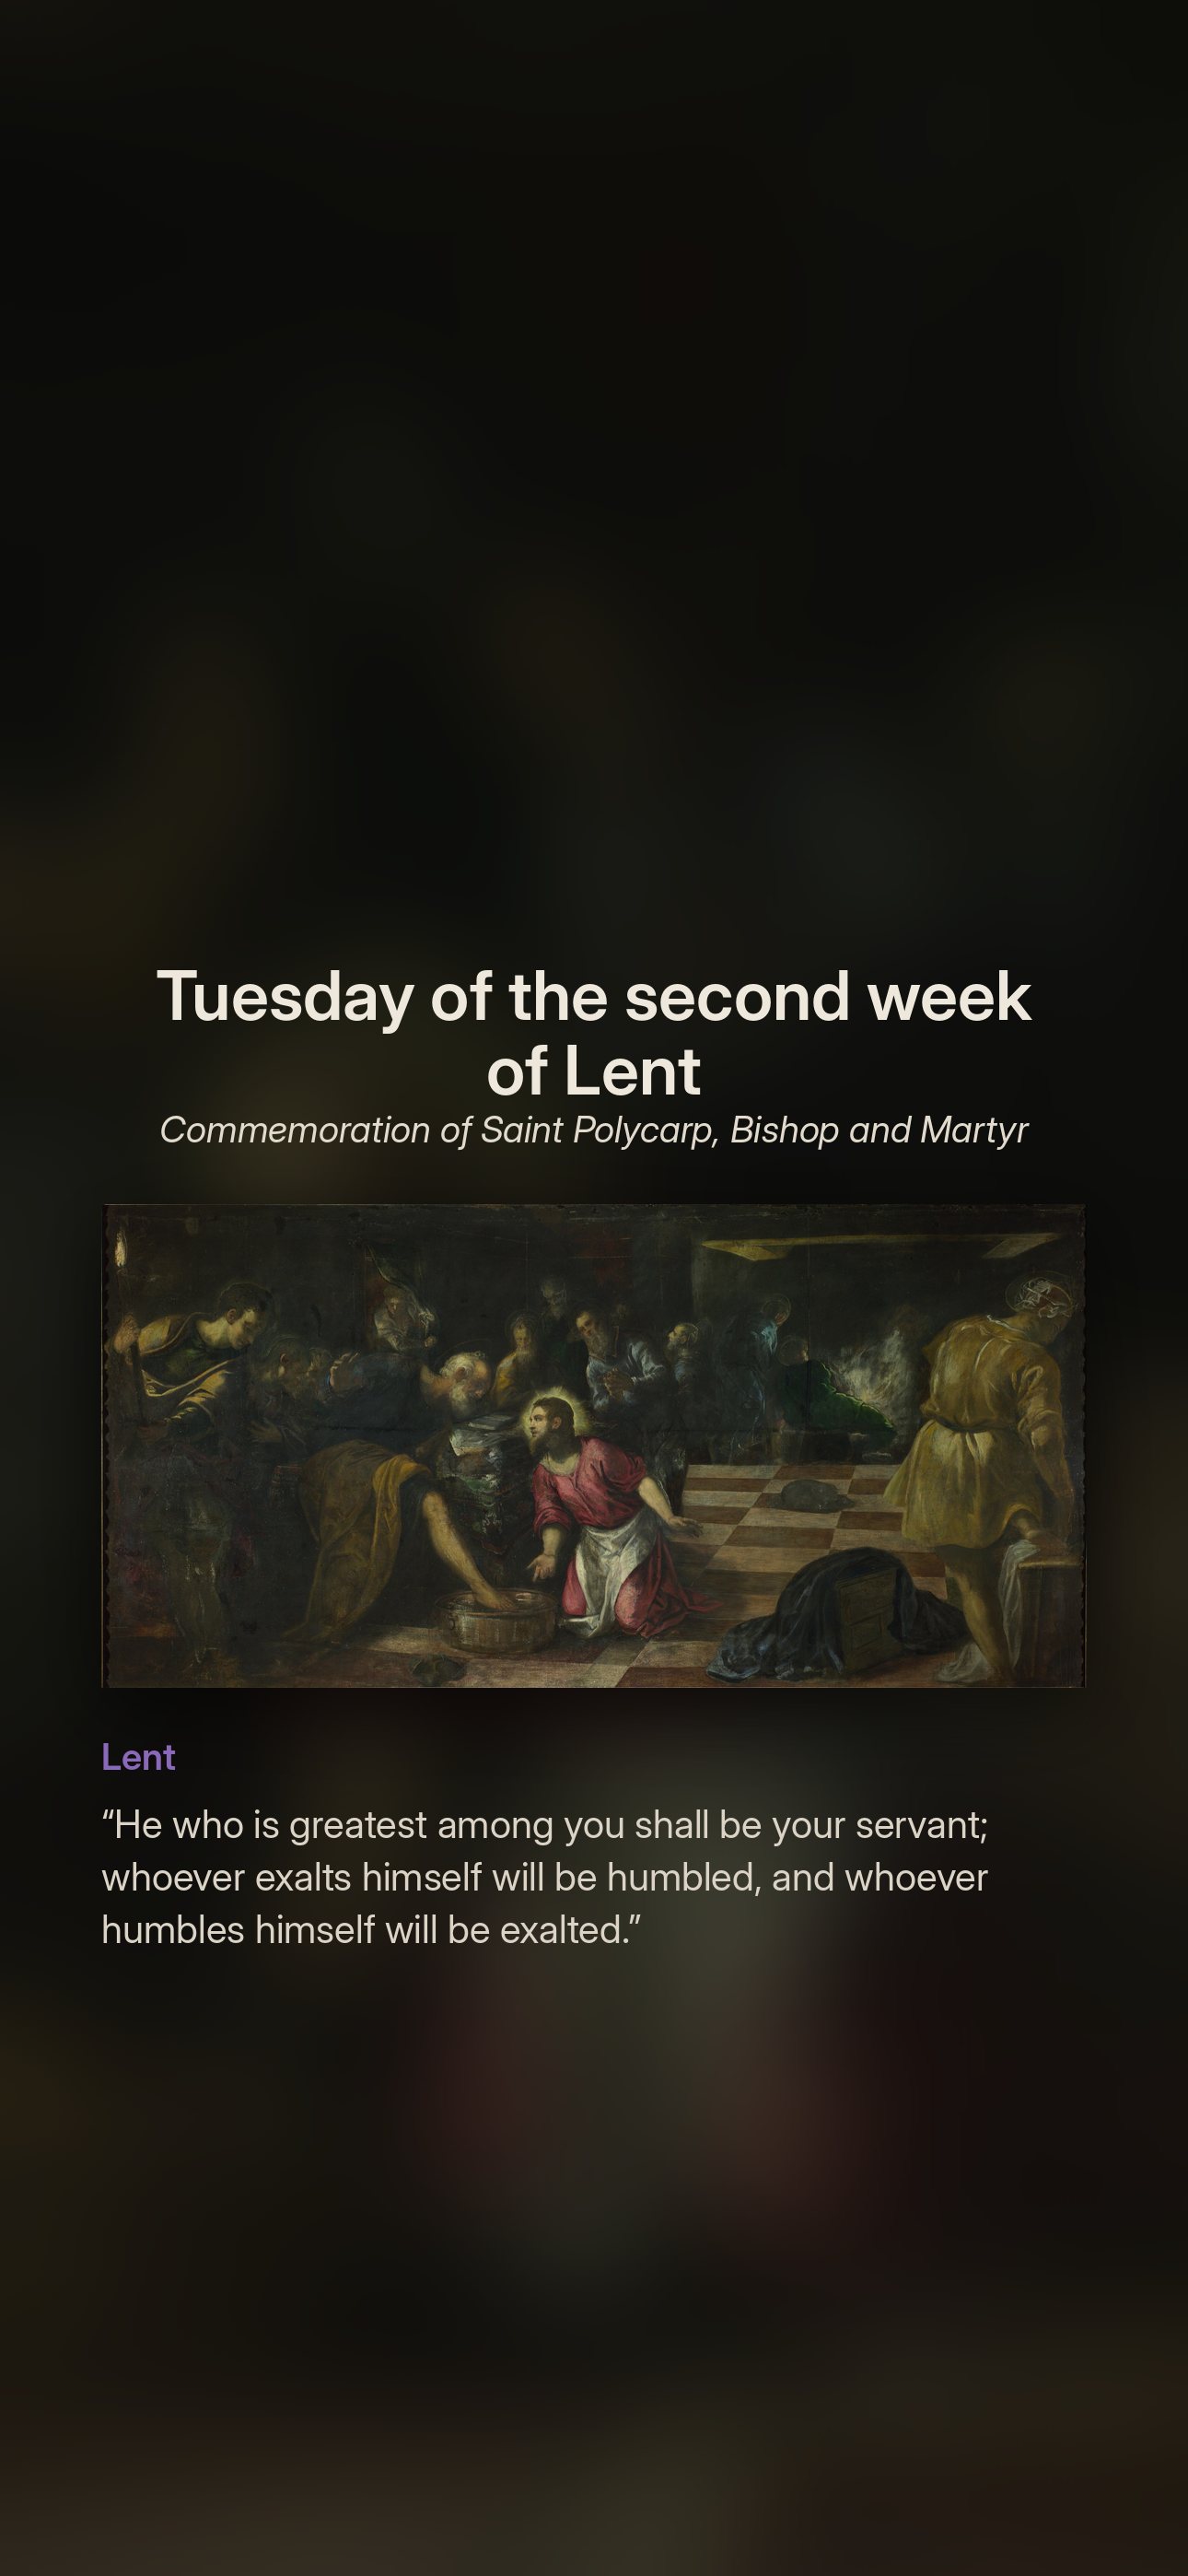 Tuesday of the second week
of Lent
Commemoration of Saint Polycarp, Bishop and Martyr
Lent
“He who is greatest among you shall be your servant;
whoever exalts himself will be humbled, and whoever
humbles himself will be exalted.”